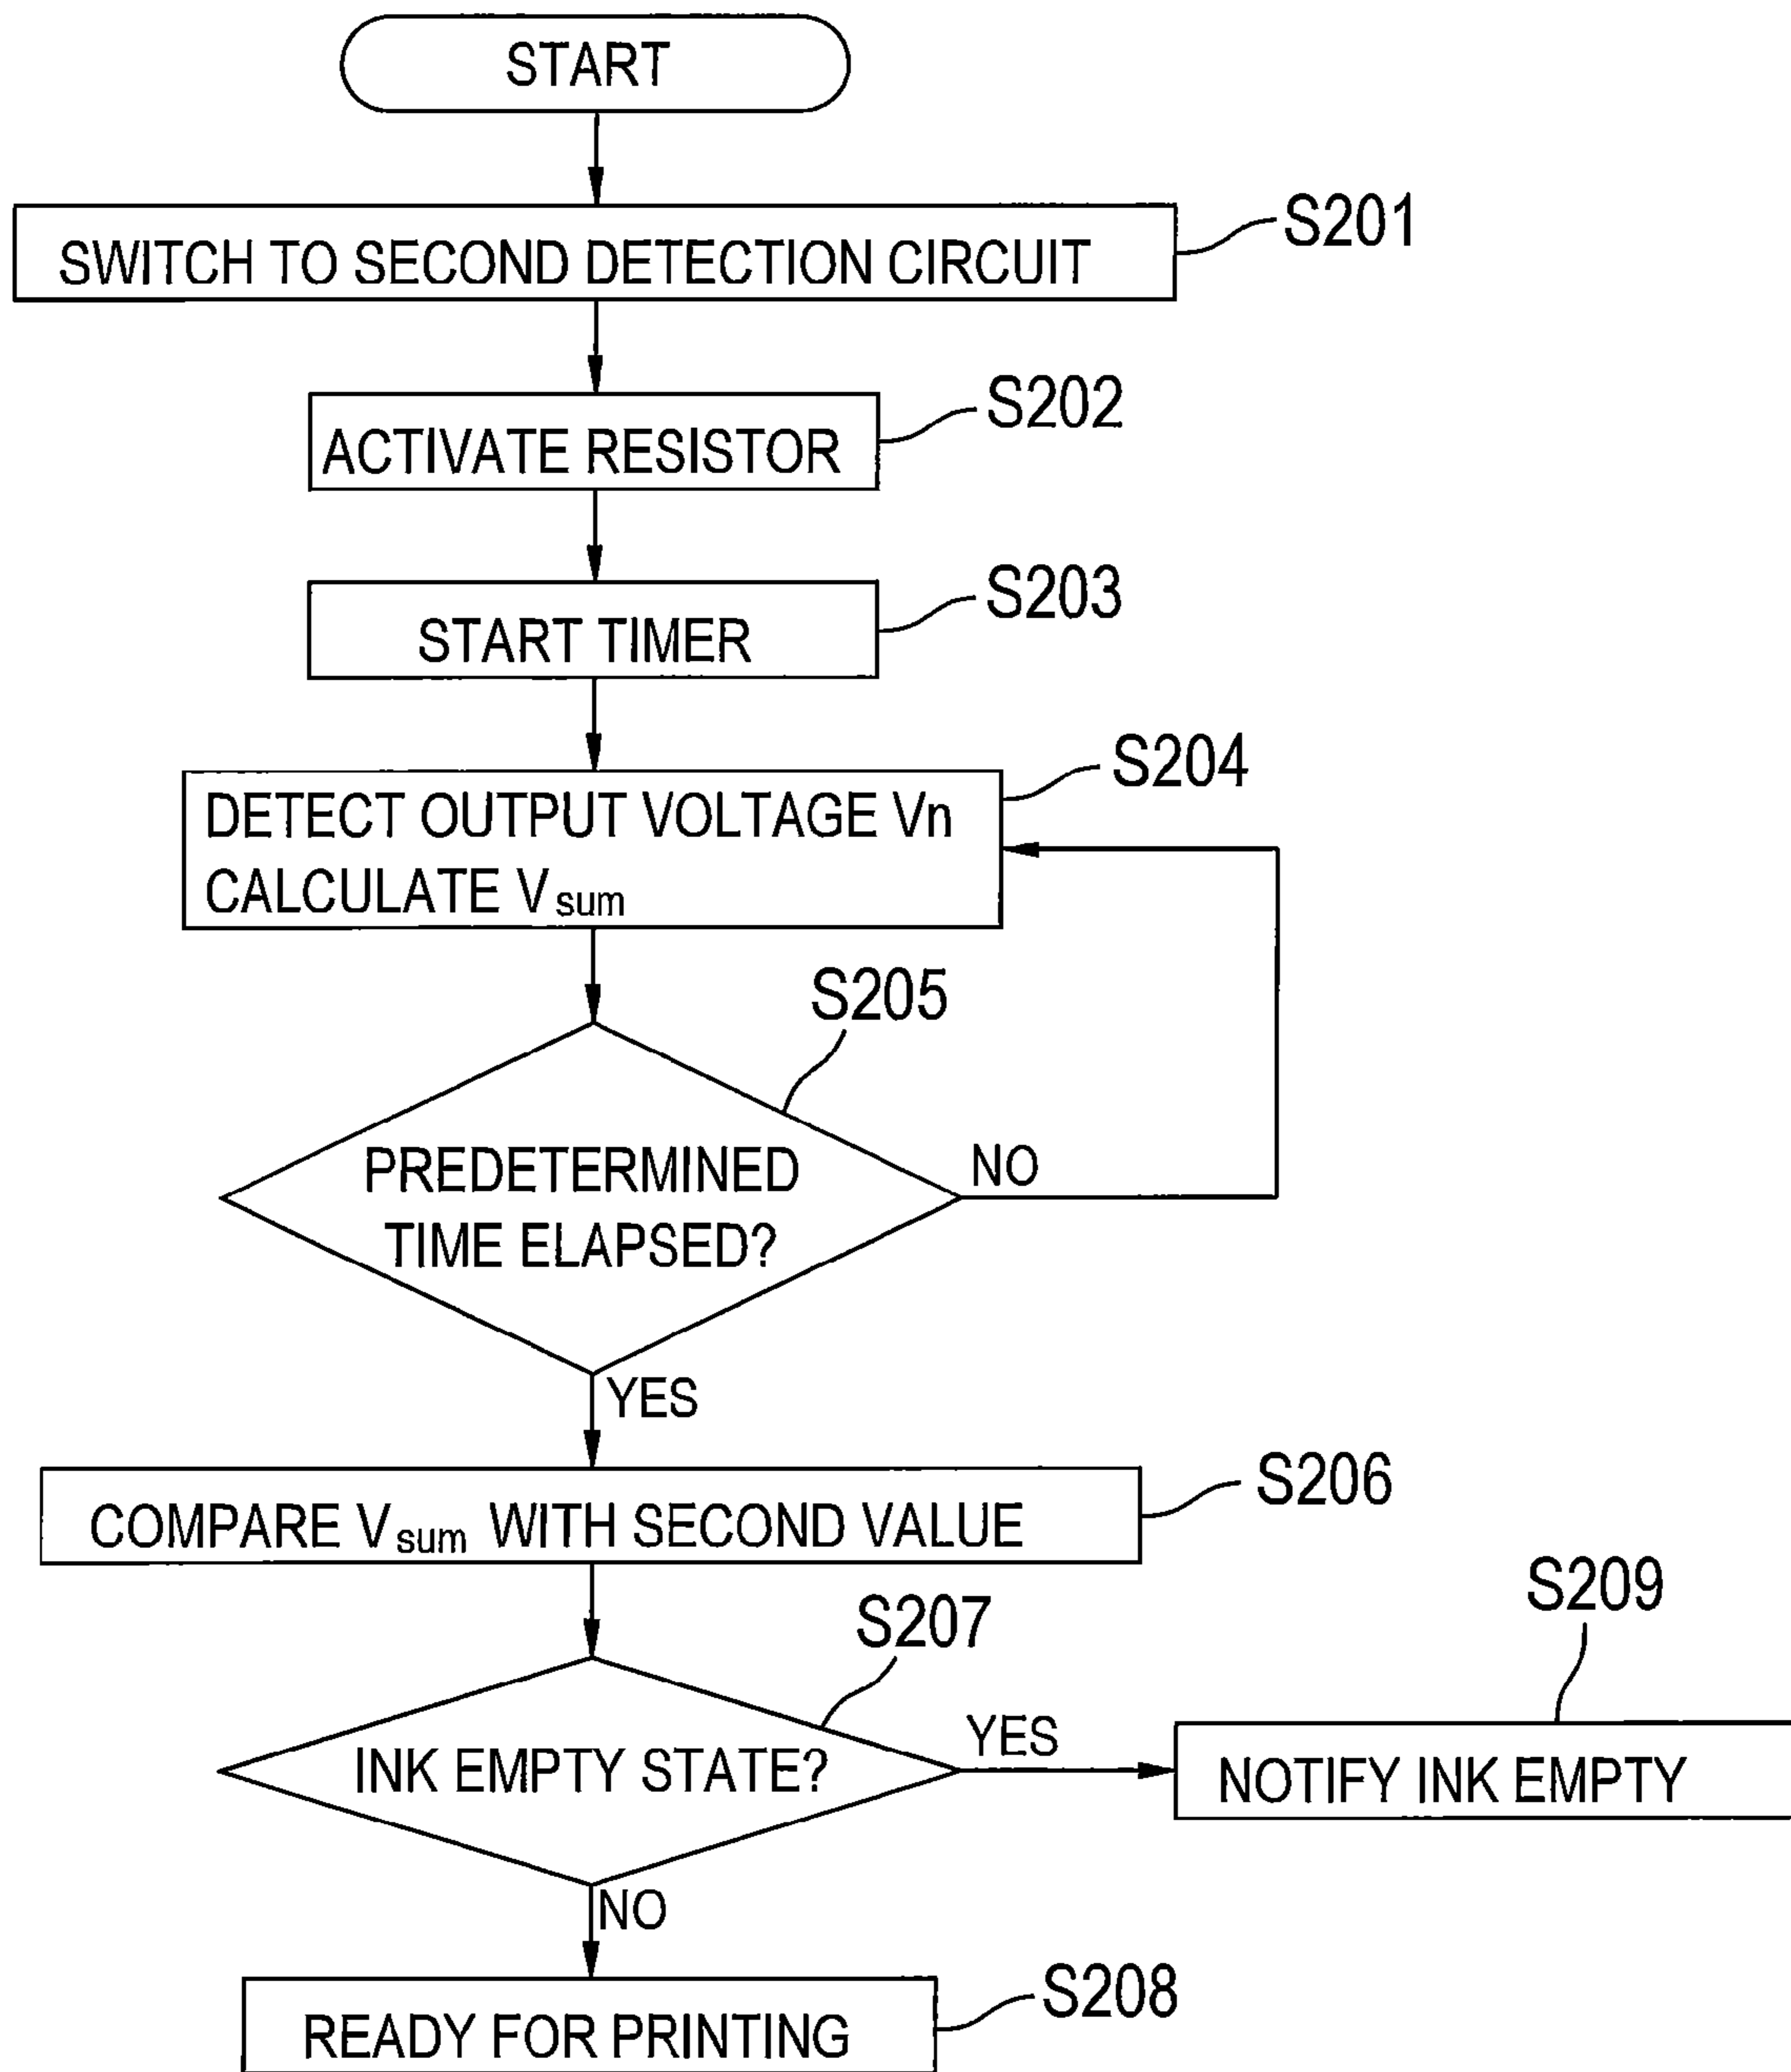 START
SWITCH TO SECOND DETECTION CIRCUIT
S201
ACTIVATE RESISTOR
S202
START TIMER
S203
DETECT OUTPUT VOLTAGE Vn
CALCULATE Vsum
S204
S205
PREDETERMINED
TIME ELAPSED?
NO
YES
COMPARE Vsum WITH SECOND VALUE
S206
S207
INK EMPTY STATE?
YES
S209
NOTIFY INK EMPTY
NO
READY FOR PRINTING
S208